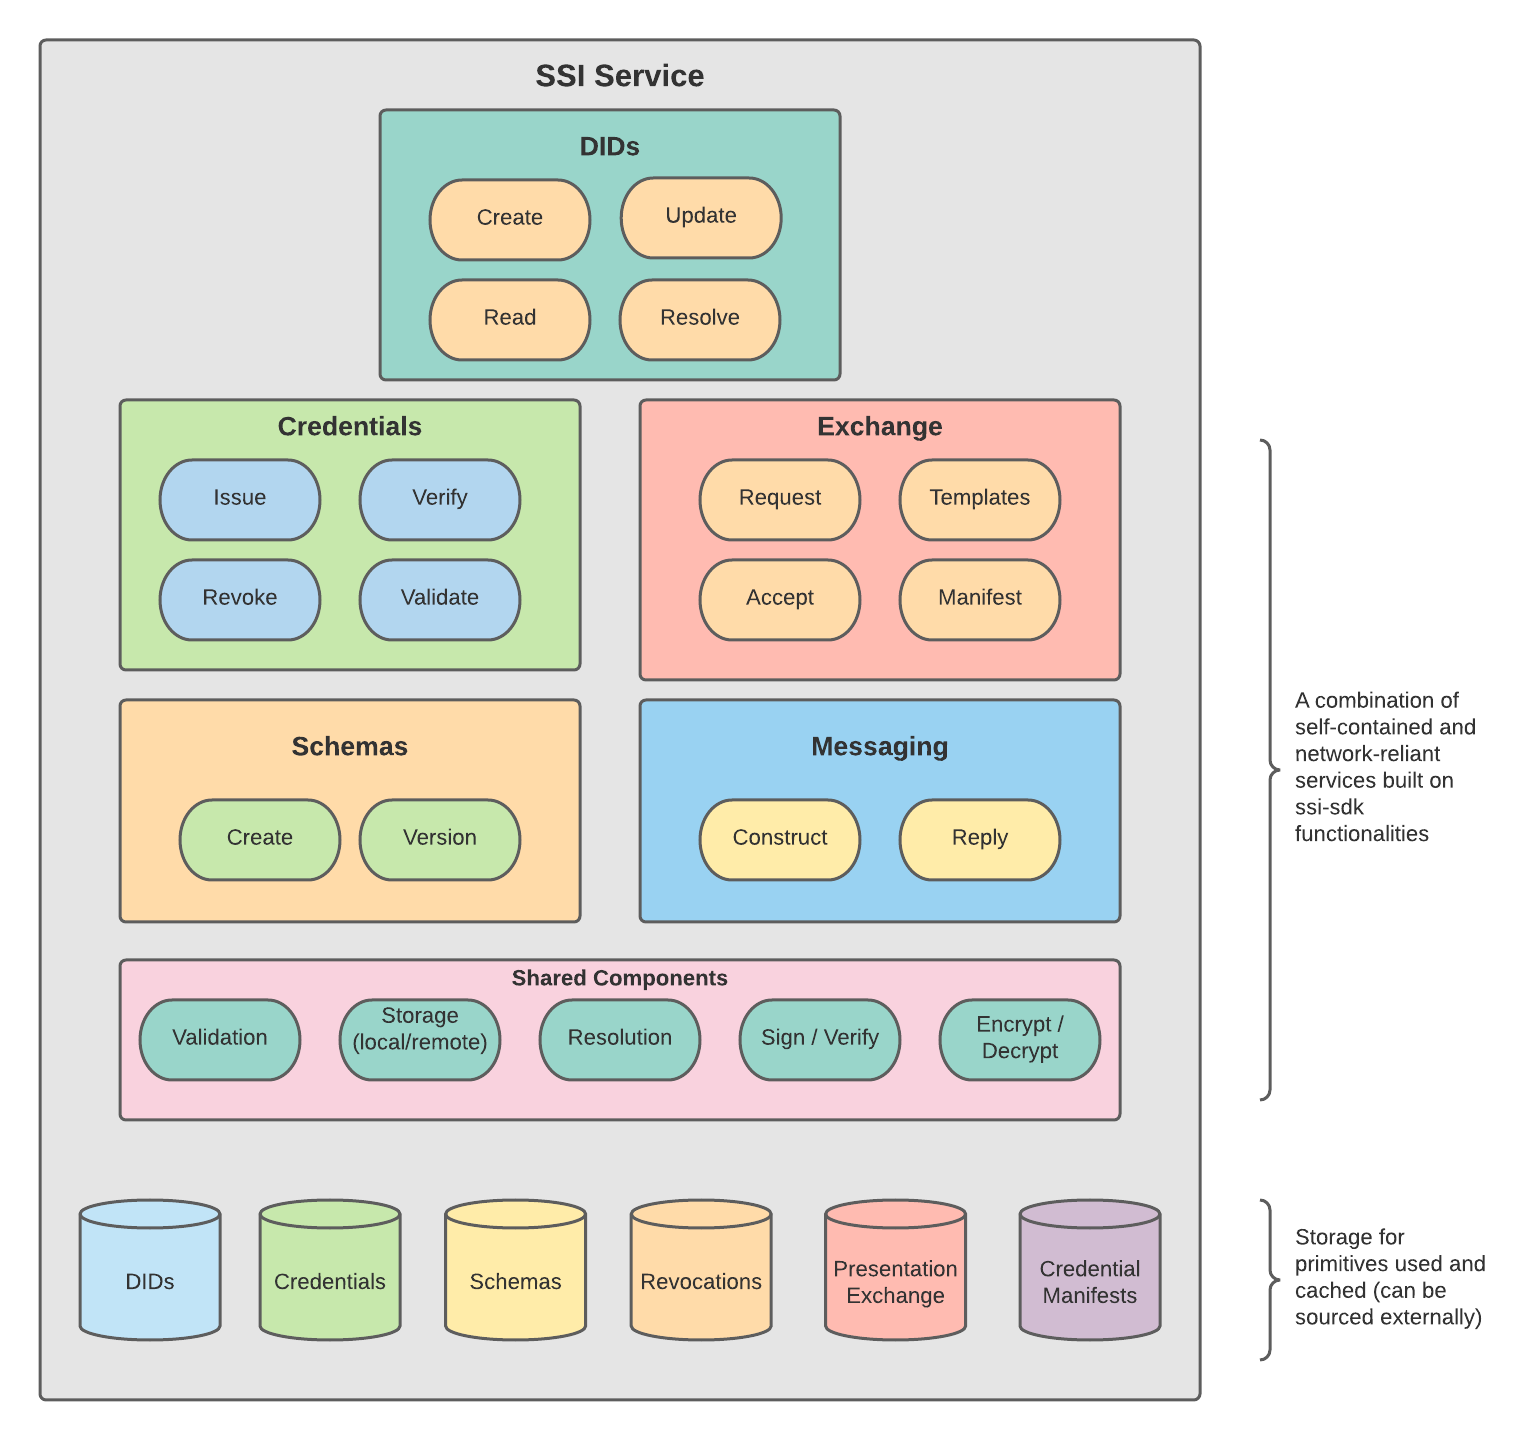 SSI Service
DIDs
Create
Update
Read
Resolve
Credentials
Issue
Verify
Revoke
Validate
Exchange
Request
Templates
Accept
Manifest
Schemas
Create
Version
Messaging
Construct
Reply
Shared Components
Validation
Storage
(local/remote)
Resolution
Sign / Verify
Encrypt /
Decrypt
DIDs
Credentials
Schemas
Revocations
Presentation
Exchange
Credential
Manifests
A combination of
self-contained and
network-reliant
services built on
ssi-sdk
functionalities
Storage for
primitives used and
cached (can be
sourced externally)